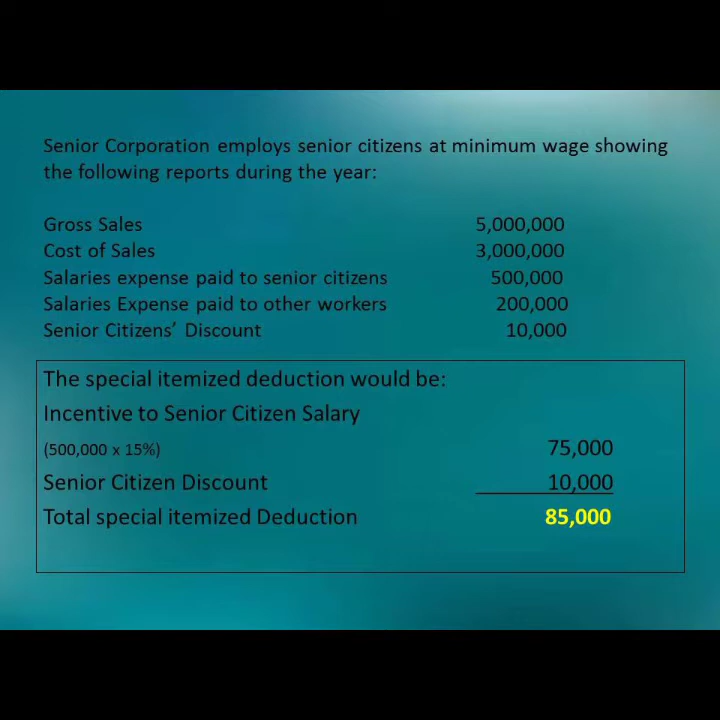 Senior Corporation employs senior citizens at minimum wage showing
the following reports during the year:
Gross Sales 5,000,000
Cost of Sales 3,000,000
Salaries expense paid to senior citizens 500,000
Salaries Expense paid to other workers 200,000
Senior Citizens’ Discount 10,000
The special itemized deduction would be:
Incentive to Senior Citizen Salary
(500,000 x 15%) 75,000
Senior Citizen Discount 10,000
Total special itemized Deduction 85,000